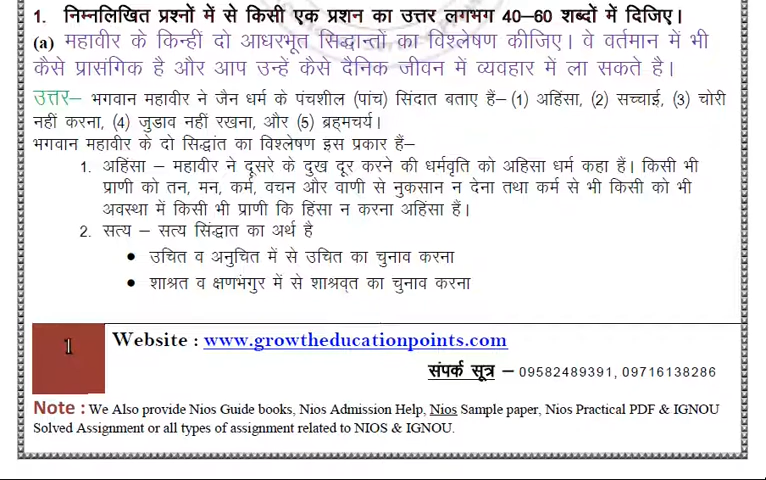 1. निम्नलिखित प्रश्नों में से किसी एक प्रशन का उत्तर लगभग 40–60 शब्दों में दिजिए।
(a) महावीर के किन्हीं दो आधरभूत सिद्धान्तों का विश्लेषण कीजिए। वे वर्तमान में भी
कैसे प्रासंगिक है और आप उन्हें कैसे दैनिक जीवन में व्यवहार में ला सकते है।
उत्तर– भगवान महावीर ने जैन धर्म के पंचशील (पांच) सिंदात बताए हैं– (1) अहिंसा, (2) सच्चाई, (3) चोरी
नहीं करना, (4) जुडाव नहीं रखना, और (5) ब्रह्मचर्य।
भगवान महावीर के दो सिद्धांत का विश्लेषण इस प्रकार हैं–
1. अहिंसा – महावीर ने दूसरे के दुख दूर करने की धर्मवृति को अहिसा धर्म कहा हैं। किसी भी
प्राणी को तन, मन, कर्म, वचन और वाणी से नुकसान न देना तथा कर्म से भी किसी को भी
अवस्था में किसी भी प्राणी कि हिंसा न करना अहिंसा हैं।
2. सत्य – सत्य सिंद्धात का अर्थ है
• उचित व अनुचित में से उचित का चुनाव करना
• शाश्रत व क्षणभंगुर में से शाश्रव्त का चुनाव करना
1 Website : www.growtheducationpoints.com
संपर्क सूत्र – 09582489391, 09716138286
Note : We Also provide Nios Guide books, Nios Admission Help, Nios Sample paper, Nios Practical PDF & IGNOU
Solved Assignment or all types of assignment related to NIOS & IGNOU.